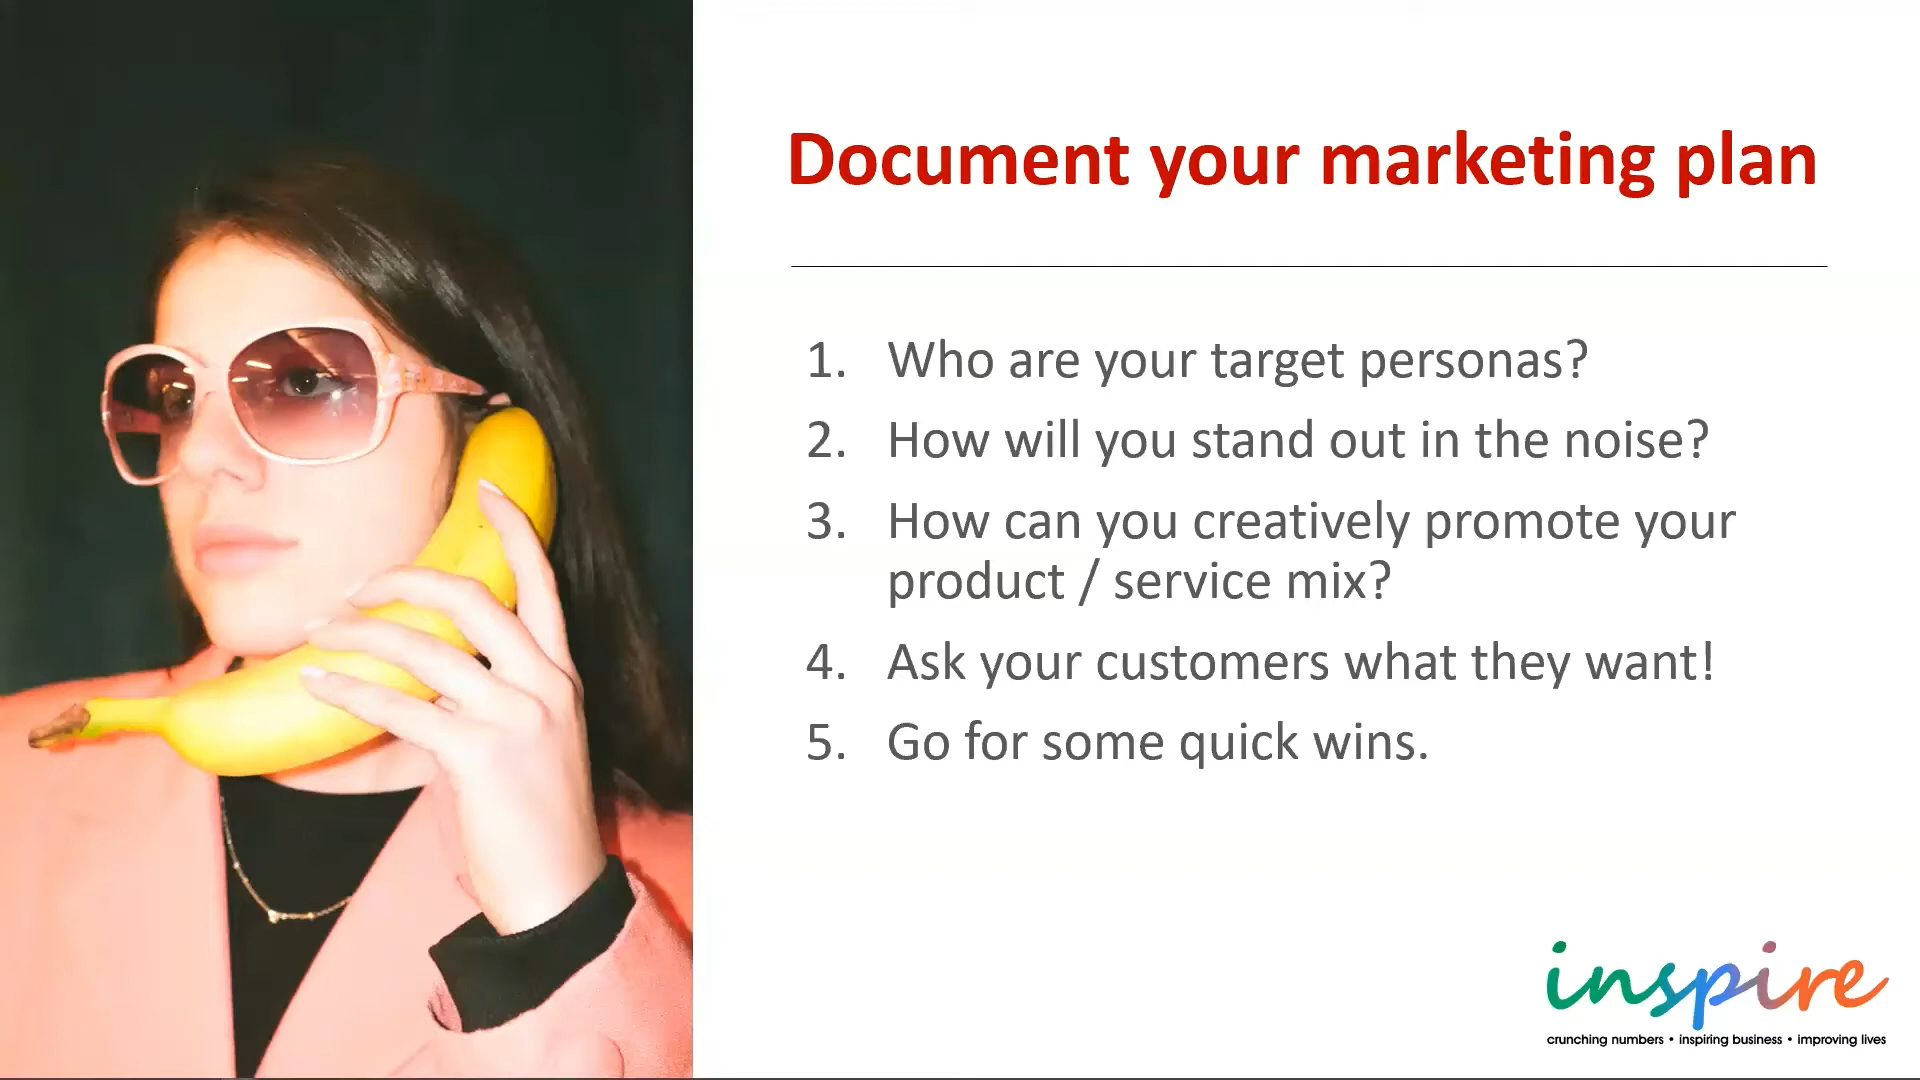 Document your marketing plan
1. Who are your target personas?
2. How will you stand out in the noise?
3. How can you creatively promote your
product / service mix?
4. Ask your customers what they want!
5. Go for some quick wins.
inspire
crunching numbers • inspiring business • improving lives